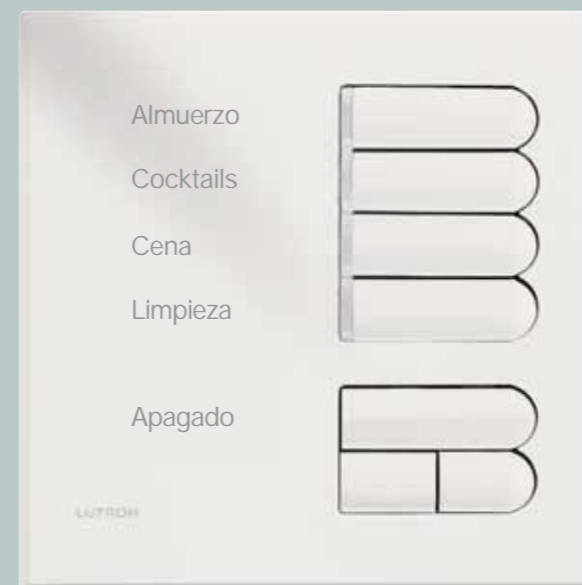 Almuerzo
Cocktails
Cena
Limpieza
Apagado
LUTRON